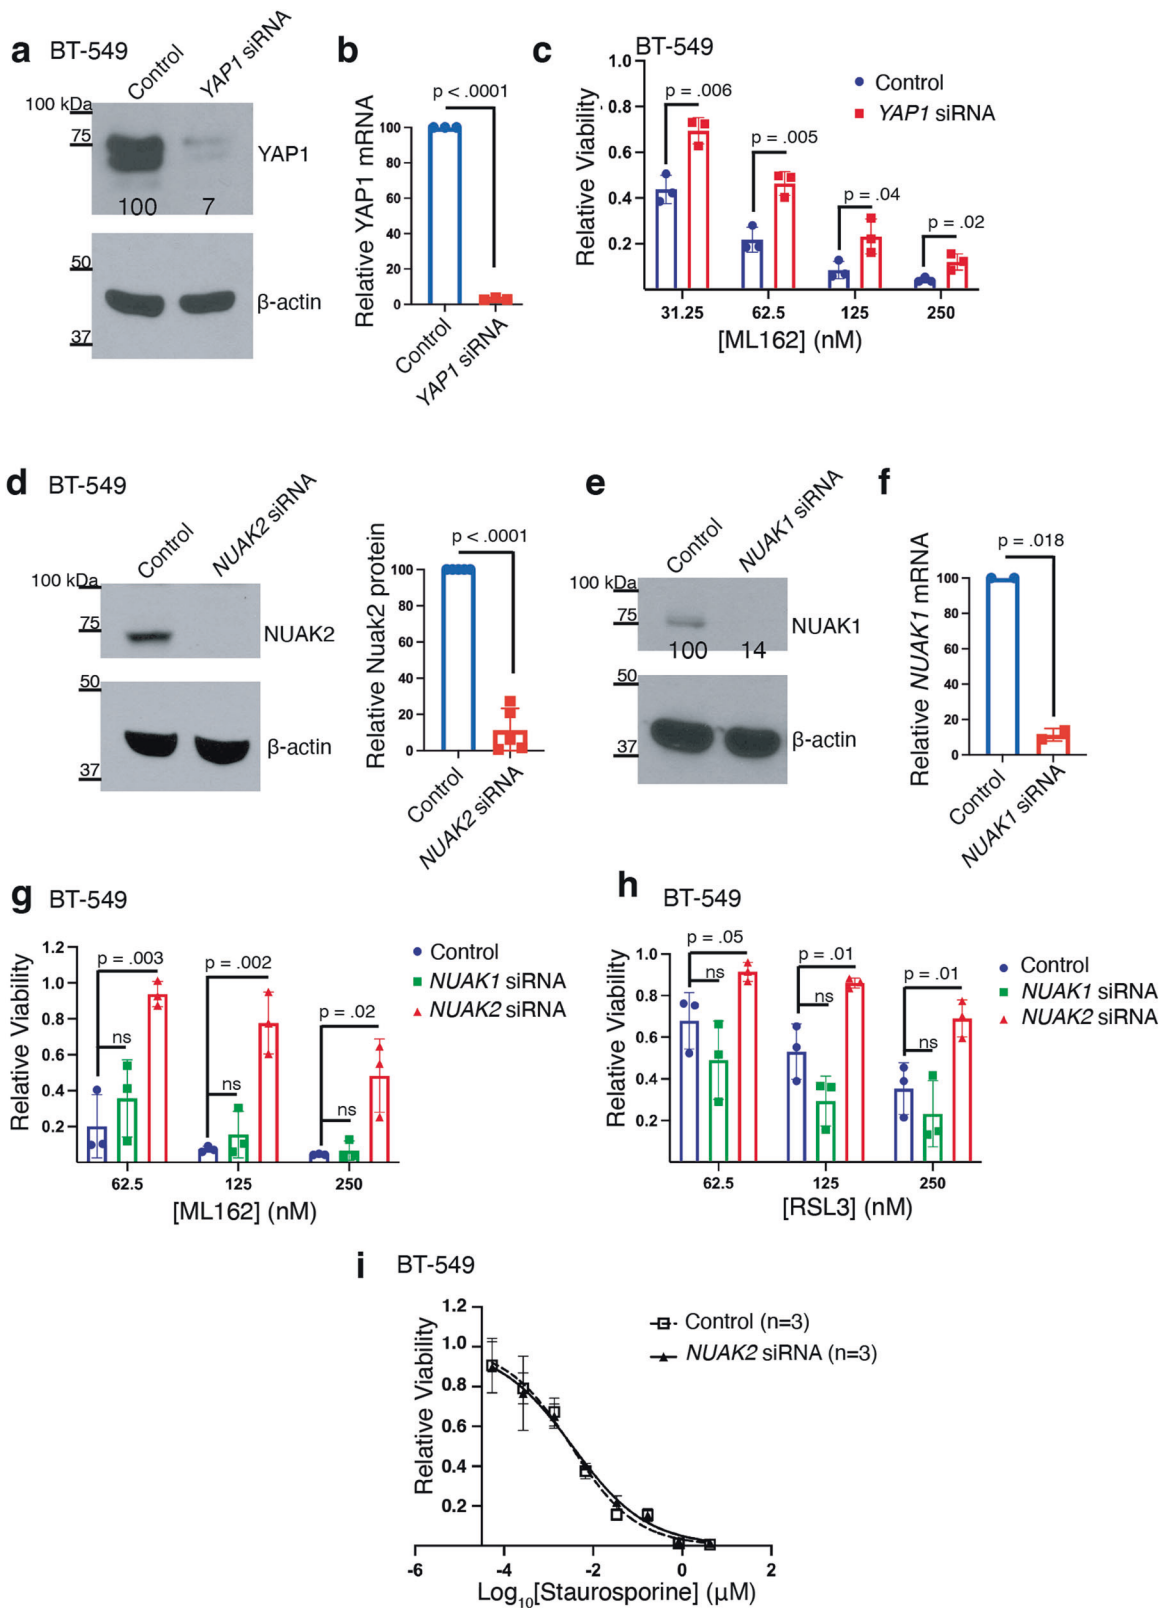 a BT-549
Control
YAP1 siRNA
100 kDa
75
YAP1
100 7
50
β-actin
37
b
p < .0001
Relative YAP1 mRNA
100
80
60
40
20
0
Control
YAP1 siRNA
c BT-549
1.0
0.8
0.6
0.4
0.2
Relative Viability
Control
YAP1 siRNA
p = .006
p = .005
p = .04
p = .02
31.25 62.5 125 250
[ML162] (nM)
d BT-549
Control
NUAK2 siRNA
100 kDa
75
NUAK2
50
β-actin
37
p < .0001
Relative Nuak2 protein
100
80
60
40
20
0
Control
NUAK2 siRNA
e
Control
NUAK1 siRNA
100 kDa
75
NUAK1
100 14
50
β-actin
37
f
p = .018
Relative NUAK1 mRNA
100
80
60
40
20
0
Control
NUAK1 siRNA
g BT-549
1.2
1.0
0.8
0.6
0.4
0.2
Relative Viability
p = .003
p = .002
p = .02
ns
ns
ns
Control
NUAK1 siRNA
NUAK2 siRNA
62.5 125 250
[ML162] (nM)
h BT-549
1.0
0.8
0.6
0.4
0.2
Relative Viability
p = .05
p = .01
p = .01
ns
ns
ns
Control
NUAK1 siRNA
NUAK2 siRNA
62.5 125 250
[RSL3] (nM)
i BT-549
1.2
1.0
0.8
0.6
0.4
0.2
Relative Viability
Control (n=3)
NUAK2 siRNA (n=3)
-6 -4 -2 0 2
Log10[Staurosporine] (μM)